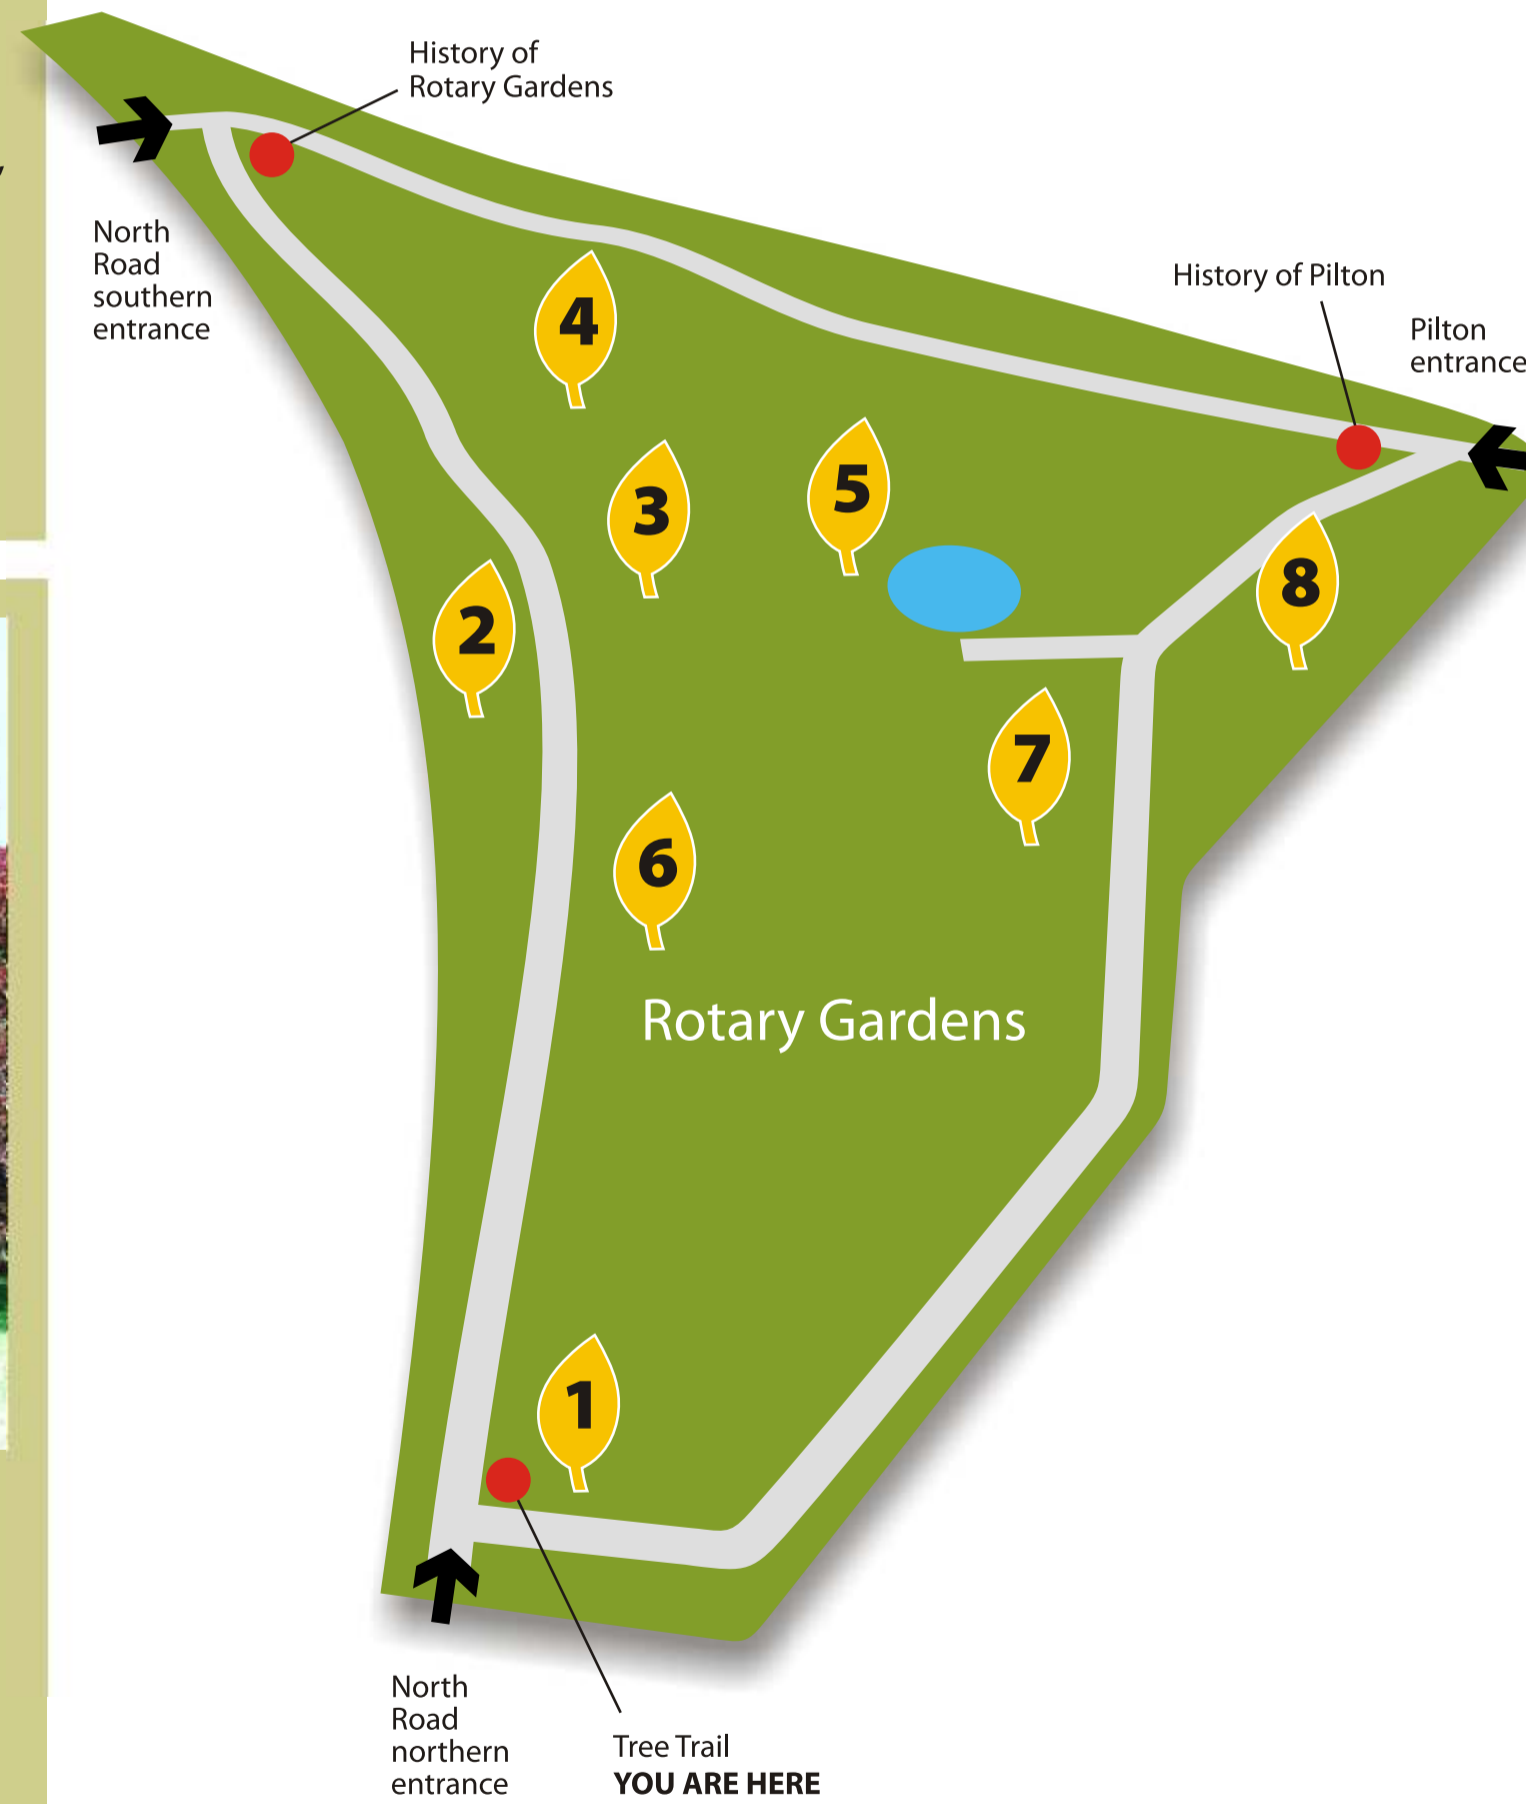 History of
Rotary Gardens
North
Road
southern
entrance
History of Pilton
Pilton
entrance
4
5
3
8
2
7
6
Rotary Gardens
1
North
Road
northern
entrance
Tree Trail
YOU ARE HERE